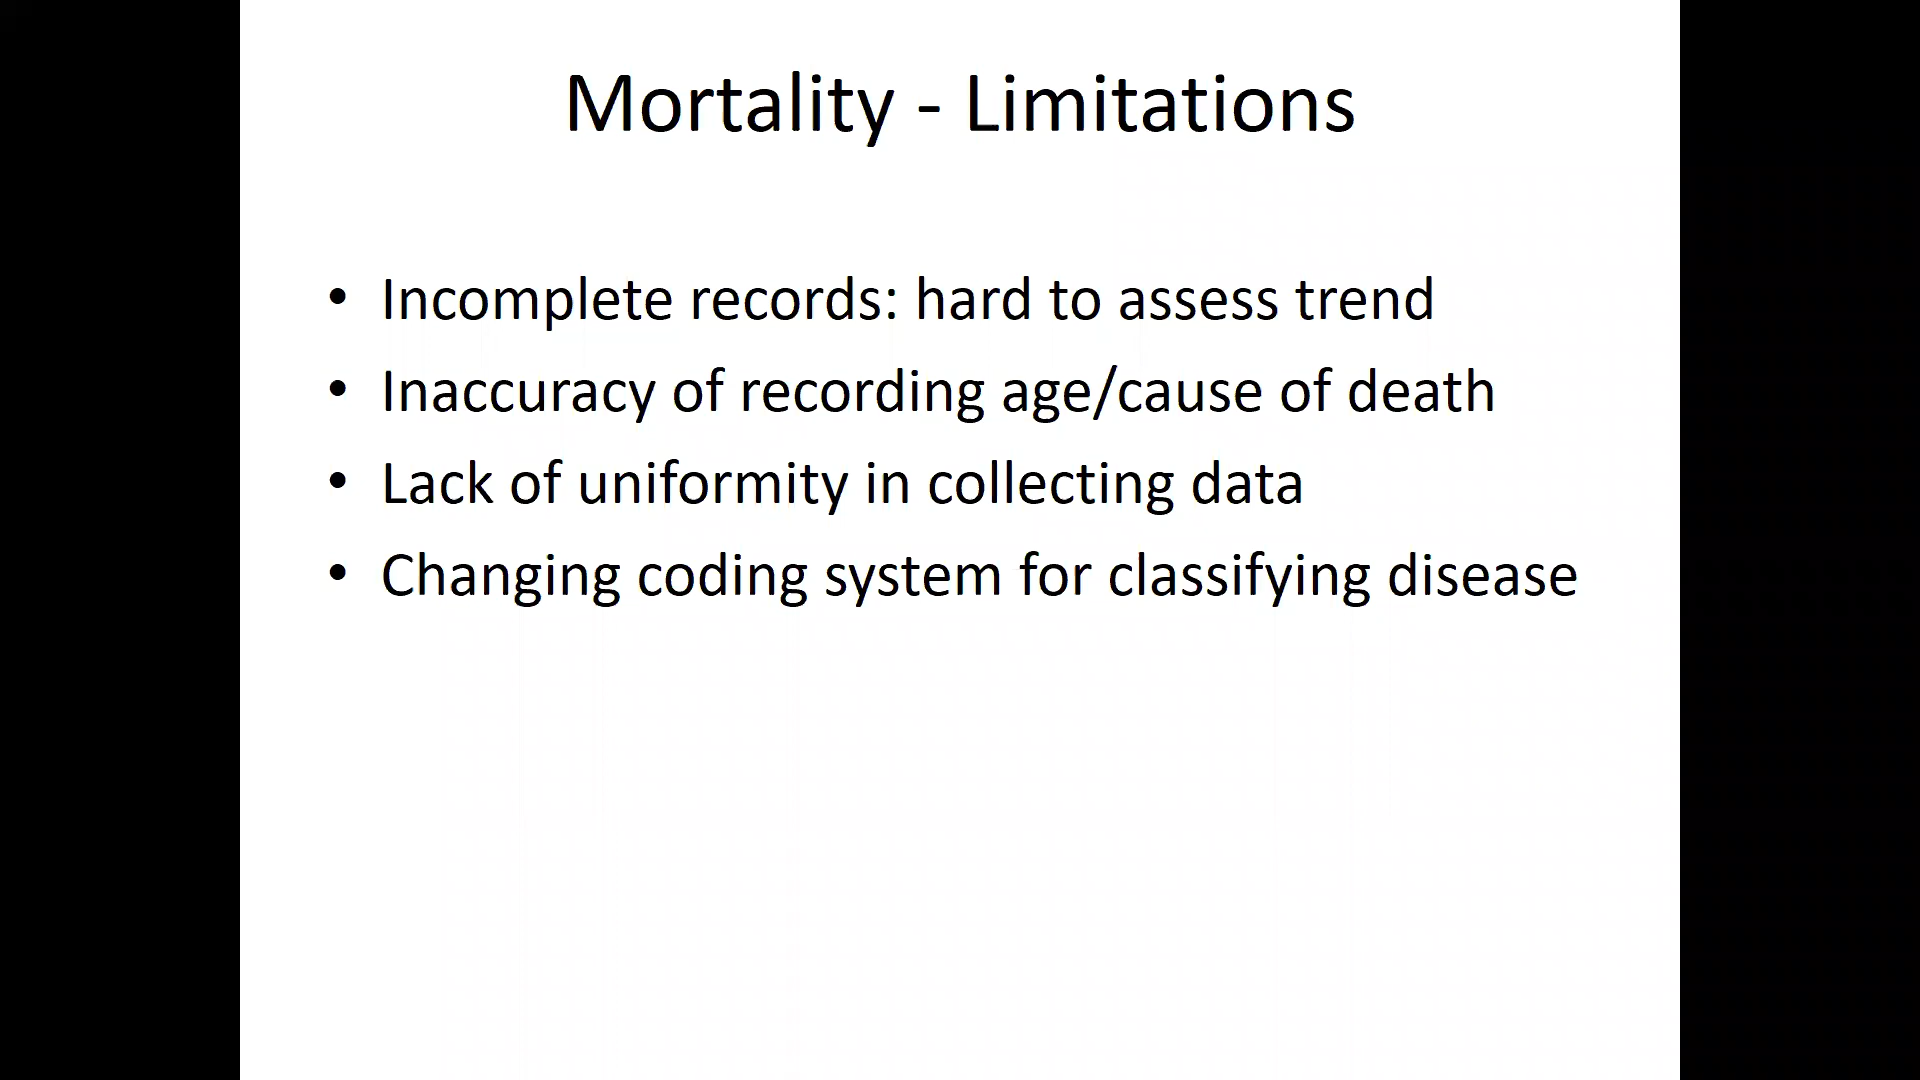 Mortality - Limitations
• Incomplete records: hard to assess trend
• Inaccuracy of recording age/cause of death
• Lack of uniformity in collecting data
• Changing coding system for classifying disease